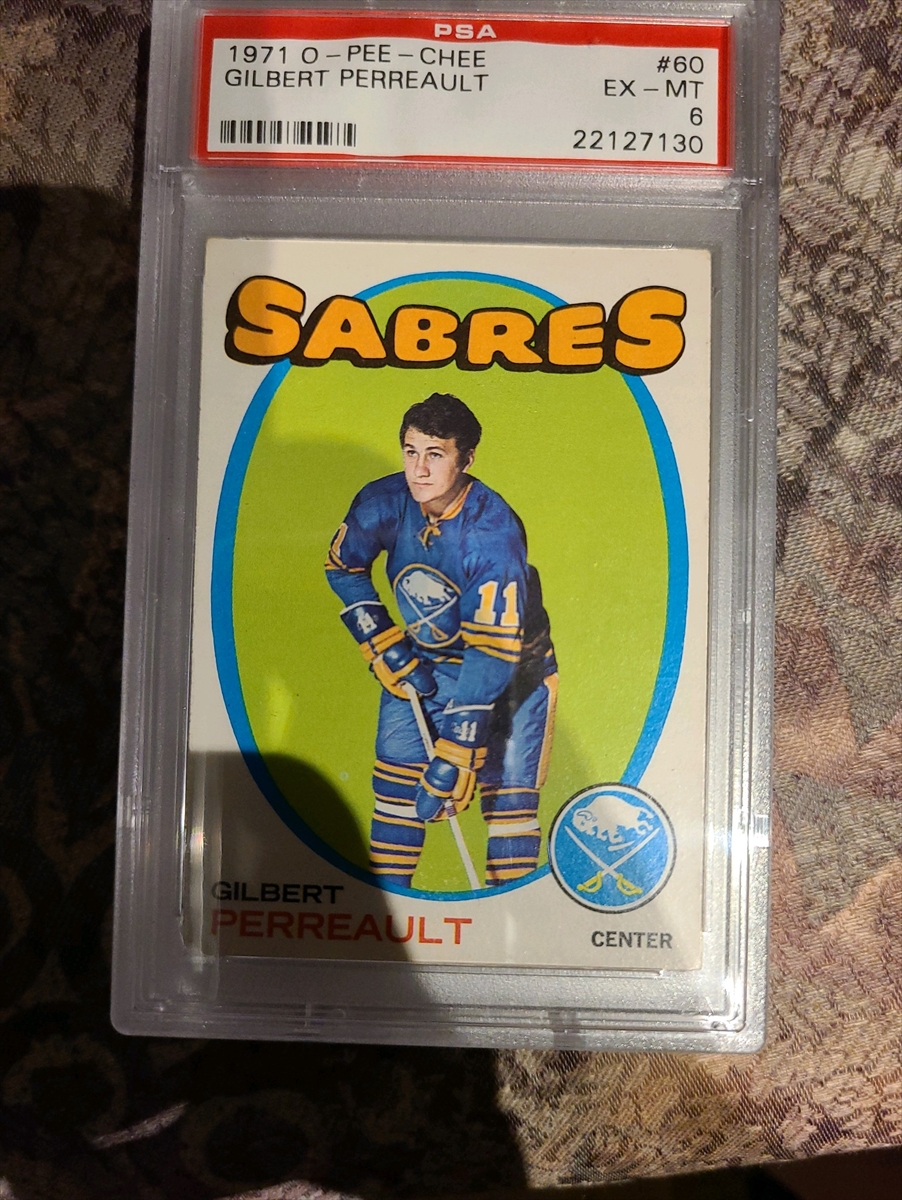 PSA
1971 O-PEE-CHEE #60
GILBERT PERREAULT EX-MT
6
22127130
SABRES
11
11
GILBERT
PERREAULT
CENTER